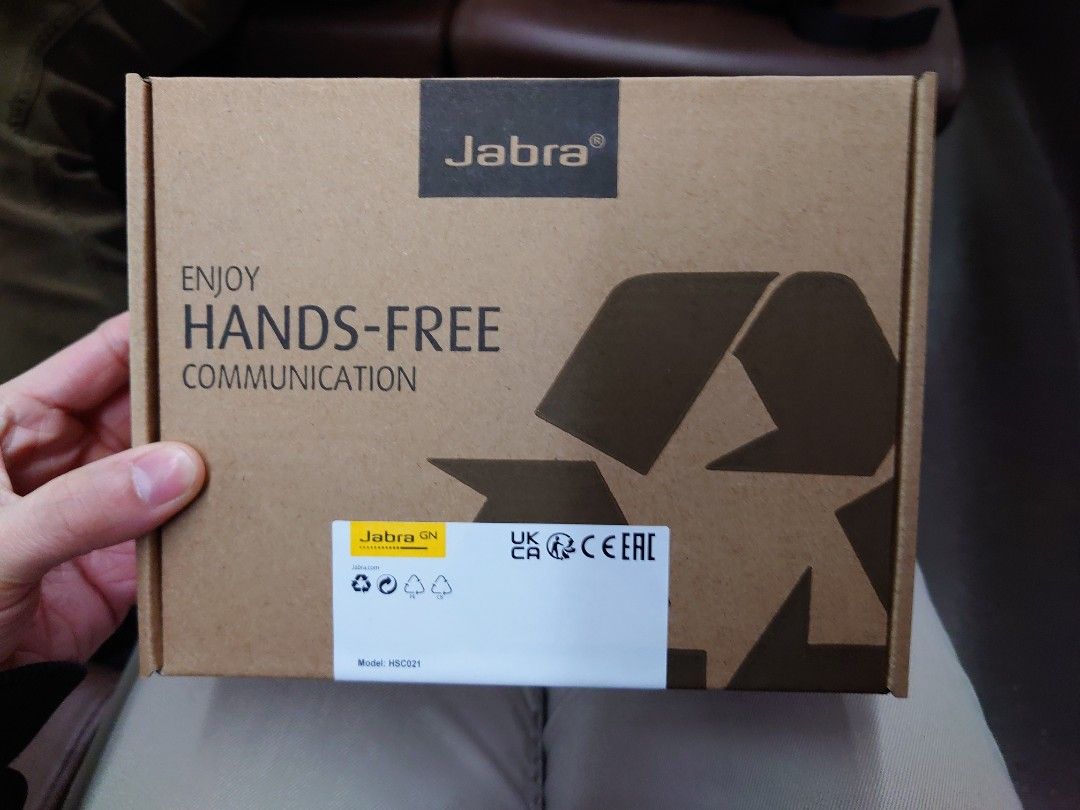 Jabra®
ENJOY
HANDS-FREE
COMMUNICATION
Jabra GN
UK
CA
CE
EAC
Jabra.com
Model: HSC021